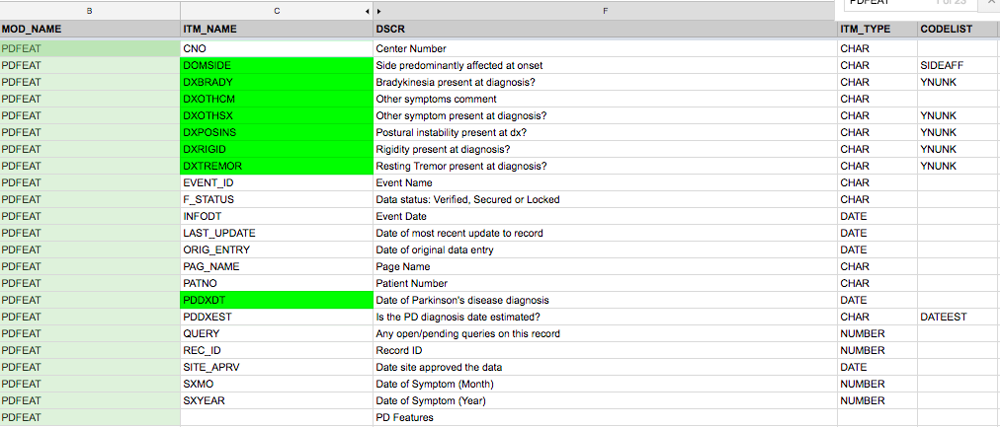 PDFEAT 1 of 23
B C F
MOD_NAME ITM_NAME DSCR ITM_TYPE CODELIST
PDFEAT CNO Center Number CHAR
PDFEAT DOMSIDE Side predominantly affected at onset CHAR SIDEAFF
PDFEAT DXBRADY Bradykinesia present at diagnosis? CHAR YNUNK
PDFEAT DXOTHCM Other symptoms comment CHAR
PDFEAT DXOTHSX Other symptom present at diagnosis? CHAR YNUNK
PDFEAT DXPOSINS Postural instability present at dx? CHAR YNUNK
PDFEAT DXRIGID Rigidity present at diagnosis? CHAR YNUNK
PDFEAT DXTREMOR Resting Tremor present at diagnosis? CHAR YNUNK
PDFEAT EVENT_ID Event Name CHAR
PDFEAT F_STATUS Data status: Verified, Secured or Locked CHAR
PDFEAT INFODT Event Date DATE
PDFEAT LAST_UPDATE Date of most recent update to record DATE
PDFEAT ORIG_ENTRY Date of original data entry DATE
PDFEAT PAG_NAME Page Name CHAR
PDFEAT PATNO Patient Number CHAR
PDFEAT PDDXDT Date of Parkinson's disease diagnosis DATE
PDFEAT PDDXEST Is the PD diagnosis date estimated? CHAR DATEEST
PDFEAT QUERY Any open/pending queries on this record NUMBER
PDFEAT REC_ID Record ID NUMBER
PDFEAT SITE_APRV Date site approved the data DATE
PDFEAT SXMO Date of Symptom (Month) NUMBER
PDFEAT SXYEAR Date of Symptom (Year) NUMBER
PDFEAT PD Features